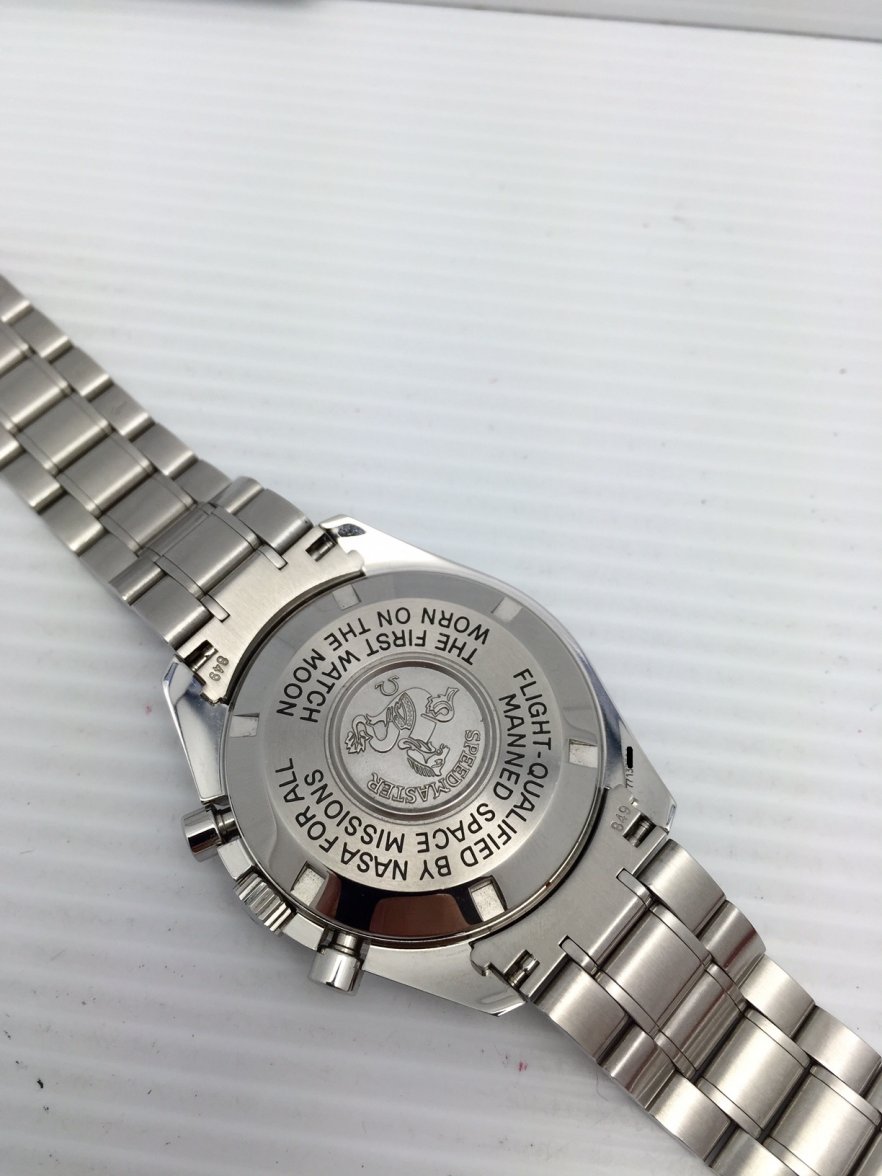 FLIGHT-QUALIFIED BY NASA FOR ALL
MANNED SPACE MISSIONS
THE FIRST WATCH
WORN ON THE MOON
Ω
SPEEDMASTER
849
849